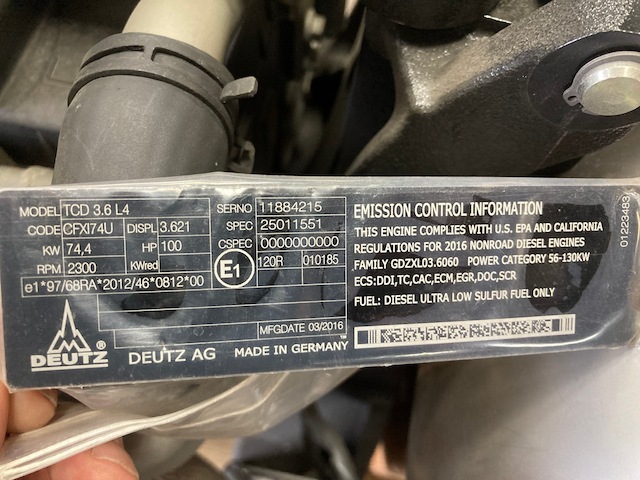 MODEL TCD 3.6 L4 SERNO 11884215
CODE CFXI74U DISPL 3.621 SPEC 25011551
KW 74,4 HP 100 CSPEC 0000000000
RPM 2300 KWred E1 120R 010185
e1*97/68RA*2012/46*0812*00
MFGDATE 03/2016
DEUTZ® DEUTZ AG MADE IN GERMANY
EMISSION CONTROL INFORMATION
THIS ENGINE COMPLIES WITH U.S. EPA AND CALIFORNIA
REGULATIONS FOR 2016 NONROAD DIESEL ENGINES
FAMILY GDZXL03.6060 POWER CATEGORY 56-130KW
ECS:DDI,TC,CAC,ECM,EGR,DOC,SCR
FUEL: DIESEL ULTRA LOW SULFUR FUEL ONLY
™
01223483